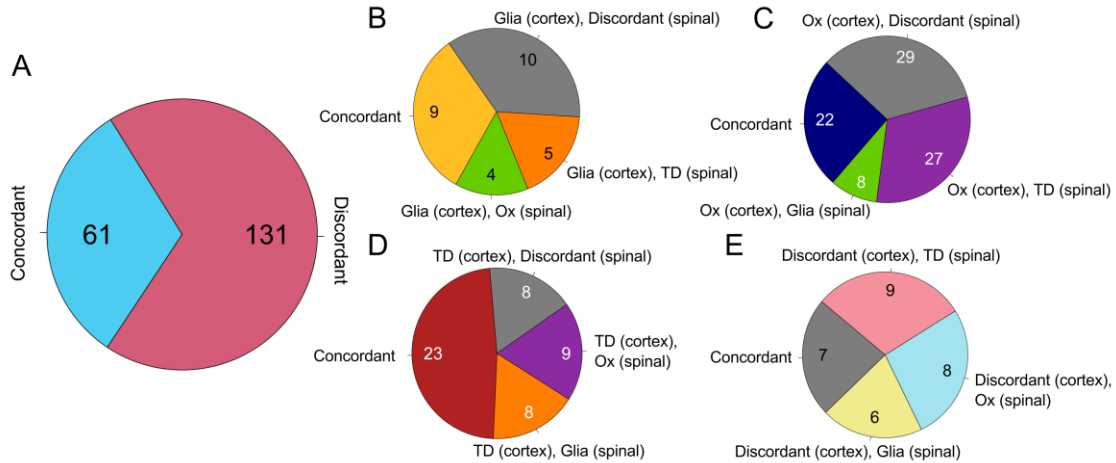 A
Concordant
61
131
Discordant
B
Glia (cortex), Discordant (spinal)
10
9
Concordant
5
4
Glia (cortex), TD (spinal)
Glia (cortex), Ox (spinal)
C
Ox (cortex), Discordant (spinal)
29
22
Concordant
27
8
Ox (cortex), TD (spinal)
Ox (cortex), Glia (spinal)
D
TD (cortex), Discordant (spinal)
8
23
Concordant
9
TD (cortex),
Ox (spinal)
8
TD (cortex), Glia (spinal)
E
Discordant (cortex), TD (spinal)
9
7
Concordant
8
Discordant (cortex),
Ox (spinal)
6
Discordant (cortex), Glia (spinal)